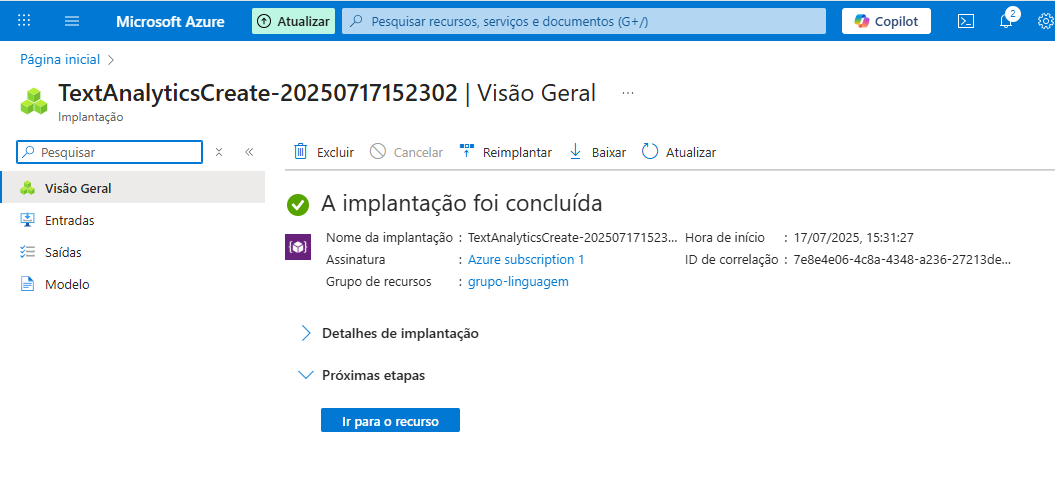 Microsoft Azure
Atualizar
Pesquisar recursos, serviços e documentos (G+/)
Copilot
2
Página inicial
TextAnalyticsCreate-20250717152302 | Visão Geral ...
Implantação
Pesquisar
Excluir
Cancelar
Reimplantar
Baixar
Atualizar
Visão Geral
Entradas
Saídas
Modelo
A implantação foi concluída
Nome da implantação : TextAnalyticsCreate-202507171523...
Assinatura : Azure subscription 1
Grupo de recursos : grupo-linguagem
Hora de início : 17/07/2025, 15:31:27
ID de correlação : 7e8e4e06-4c8a-4348-a236-27213de...
Detalhes de implantação
Próximas etapas
Ir para o recurso